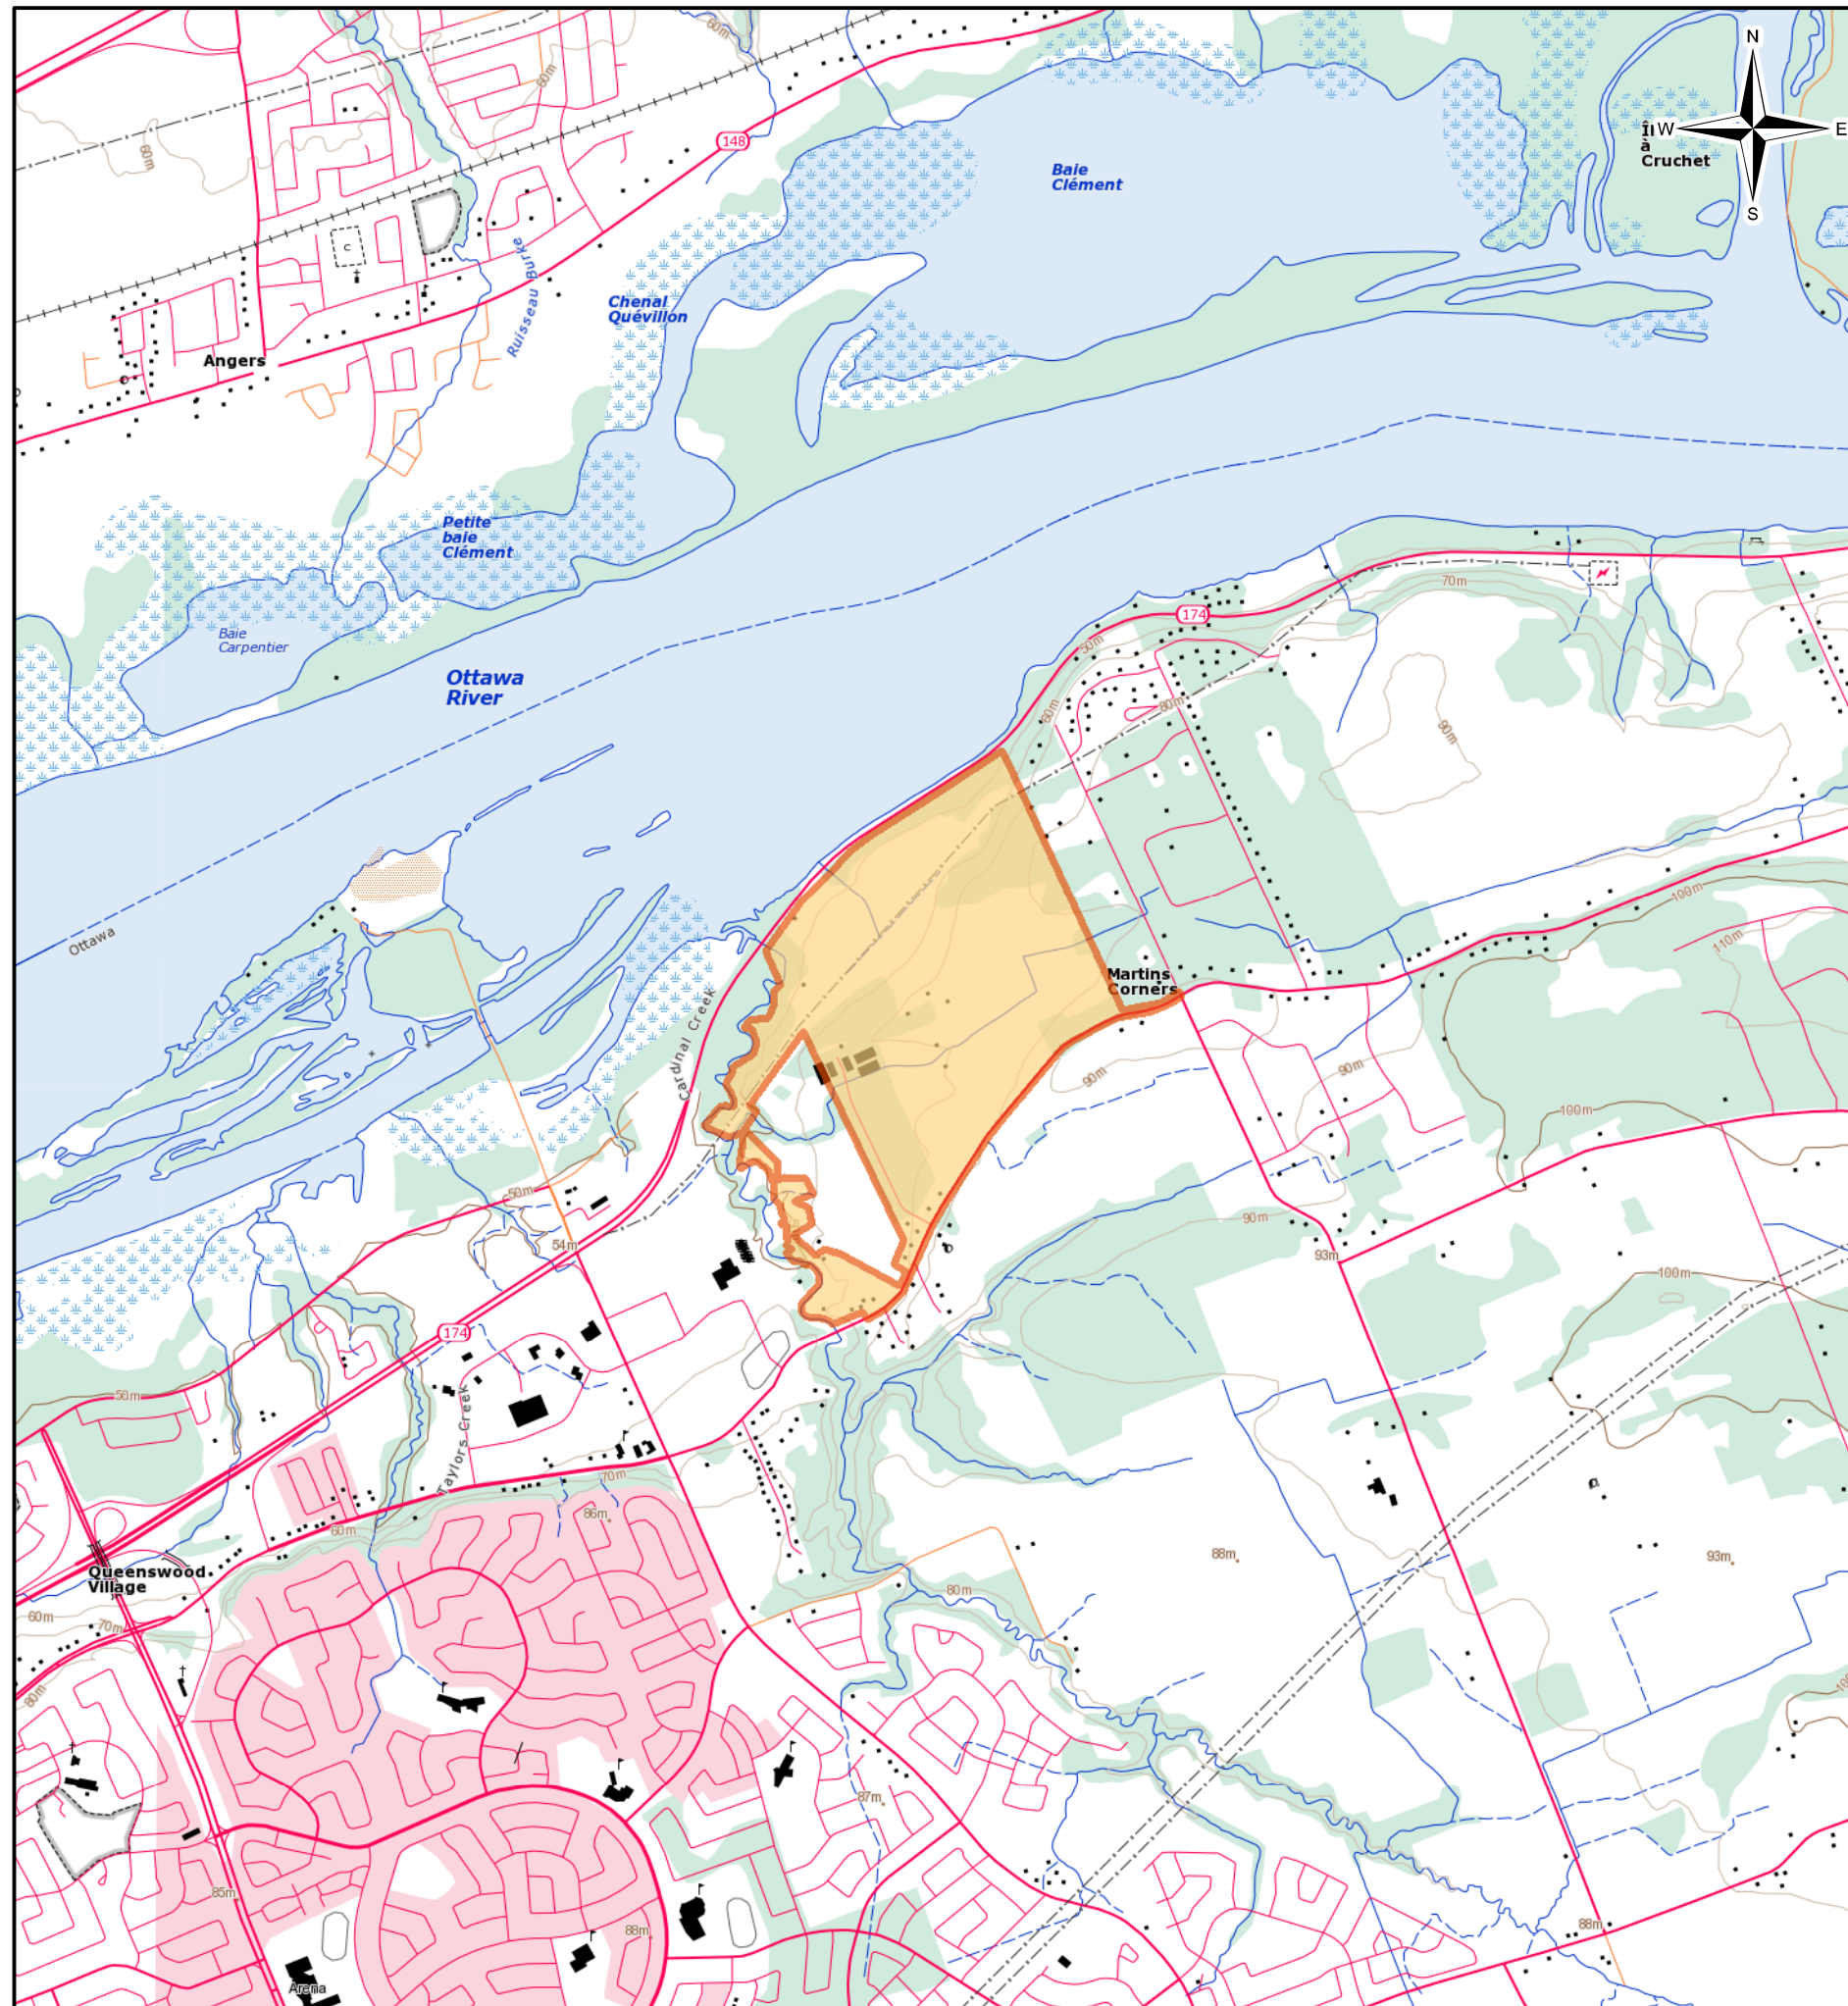 60m
N
60m
148
60m
Îl
W
E
à
Cruchet
Baie
Clément
S
C
Ruisseau Burke
Chenal
Quévillon
Angers
Petite
baie
Clément
70m
174
Baie
Carpentier
50m
Ottawa
River
60m
80m
90m
100m
Ottawa
110m
Martins
Corners
Cardinal Creek
90m
90m
100m
50m
90m
54m
93m
100m
174
50m
Taylors Creek
70m
86m
60m
88m
93m
Queenswood
Village
80m
60m
70m
80m
100
87m
85m
88m
88m
Arena